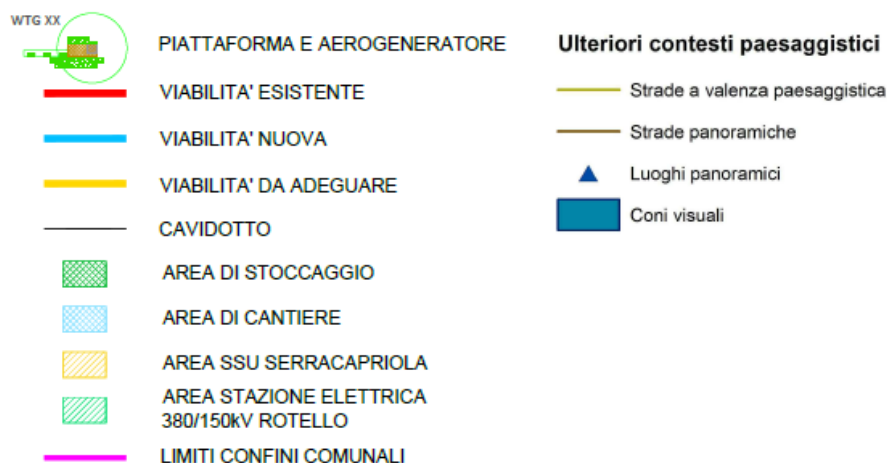 WTG XX
PIATTAFORMA E AEROGENERATORE
VIABILITA' ESISTENTE
VIABILITA' NUOVA
VIABILITA' DA ADEGUARE
CAVIDOTTO
AREA DI STOCCAGGIO
AREA DI CANTIERE
AREA SSU SERRACAPRIOLA
AREA STAZIONE ELETTRICA
380/150kV ROTELLO
LIMITI CONFINI COMUNALI
Ulteriori contesti paesaggistici
Strade a valenza paesaggistica
Strade panoramiche
Luoghi panoramici
Coni visuali